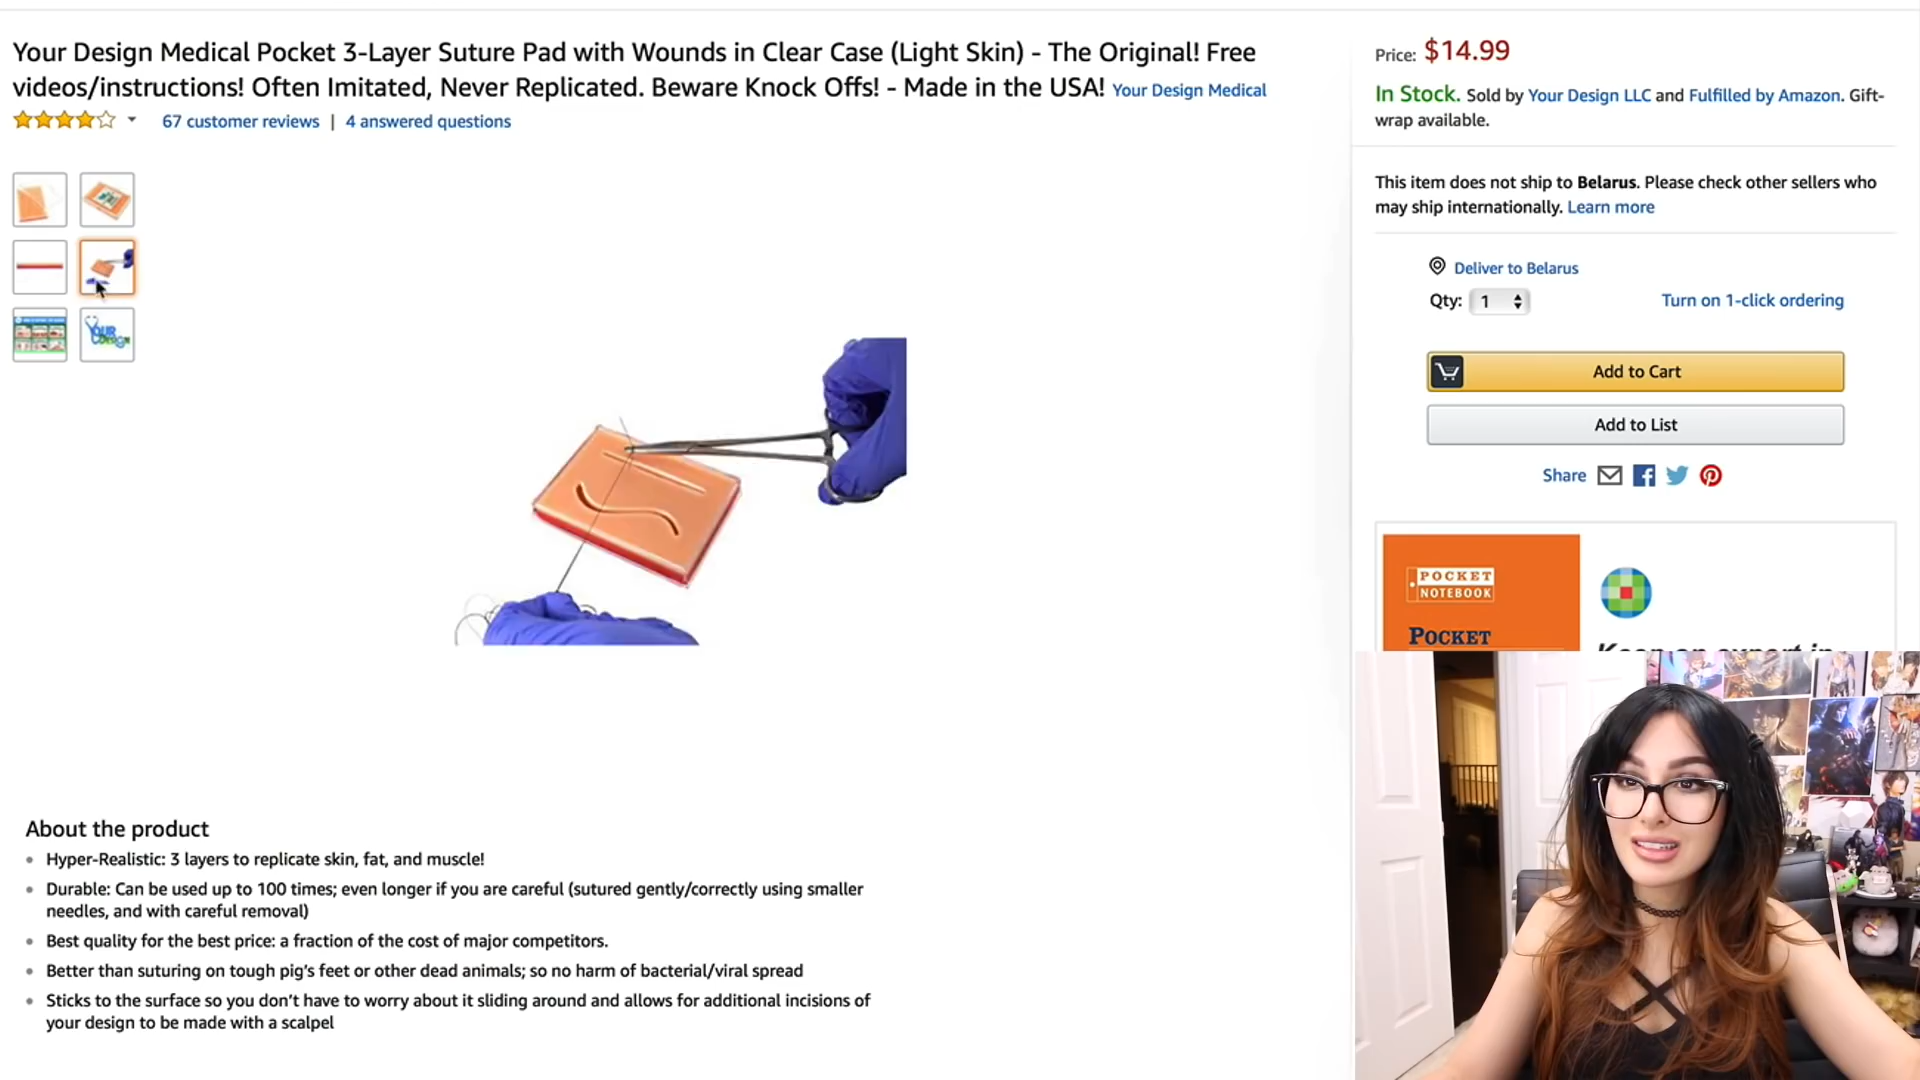 Your Design Medical Pocket 3-Layer Suture Pad with Wounds in Clear Case (Light Skin) - The Original! Free
videos/instructions! Often Imitated, Never Replicated. Beware Knock Offs! - Made in the USA! Your Design Medical
67 customer reviews | 4 answered questions
Price: $14.99
In Stock. Sold by Your Design LLC and Fulfilled by Amazon. Gift-
wrap available.
This item does not ship to Belarus. Please check other sellers who
may ship internationally. Learn more
Deliver to Belarus
Qty: 1
Turn on 1-click ordering
Add to Cart
Add to List
Share
POCKET
NOTEBOOK
POCKET
YOUR
About the product
Hyper-Realistic: 3 layers to replicate skin, fat, and muscle!
Durable: Can be used up to 100 times; even longer if you are careful (sutured gently/correctly using smaller
needles, and with careful removal)
Best quality for the best price: a fraction of the cost of major competitors.
Better than suturing on tough pig's feet or other dead animals; so no harm of bacterial/viral spread
Sticks to the surface so you don't have to worry about it sliding around and allows for additional incisions of
your design to be made with a scalpel